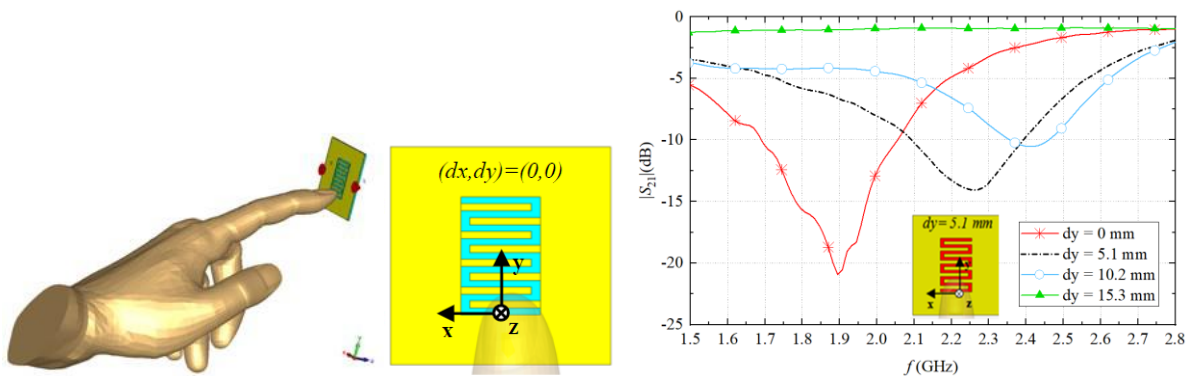 (dx,dy)=(0,0)
y
x
z
|S21|(dB)
0
-5
-10
-15
-20
-25
1.5 1.6 1.7 1.8 1.9 2.0 2.1 2.2 2.3 2.4 2.5 2.6 2.7 2.8
f (GHz)
dy= 5.1 mm
y
x
z
dy = 0 mm
dy = 5.1 mm
dy = 10.2 mm
dy = 15.3 mm